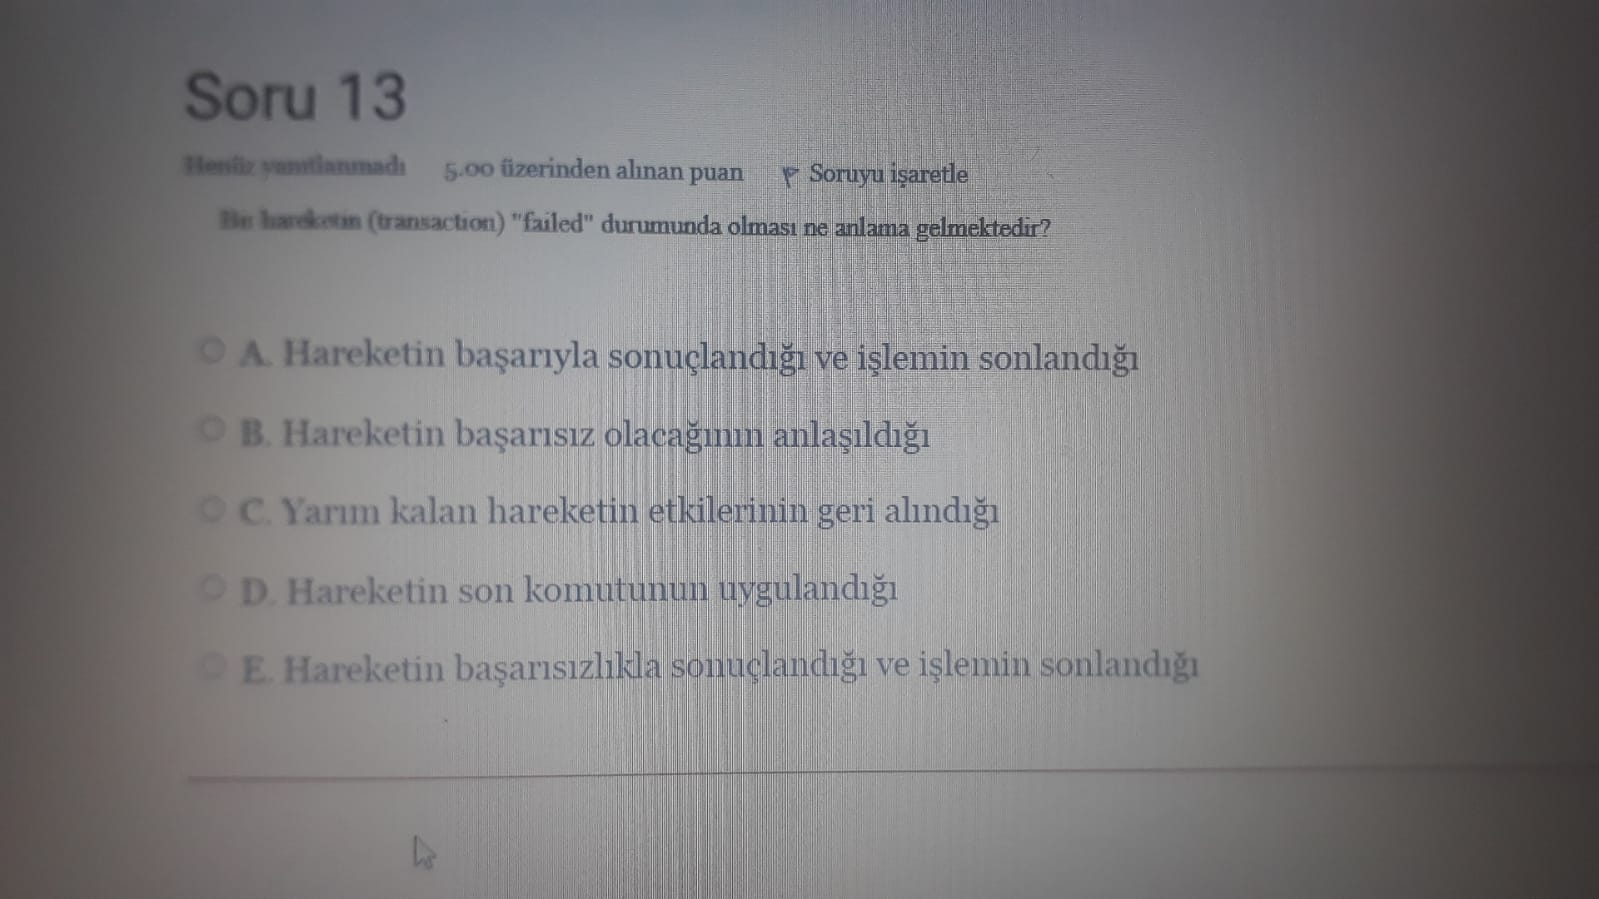 Soru 13
Henüz yanıtlanmadı 5.00 üzerinden alınan puan Soruyu işaretle
Bir hareketin (transaction) "failed" durumunda olması ne anlama gelmektedir?
A. Hareketin başarıyla sonuçlandığı ve işlemin sonlandığı
B. Hareketin başarısız olacağının anlaşıldığı
C. Yarım kalan hareketin etkilerinin geri alındığı
D. Hareketin son komutunun uygulandığı
E. Hareketin başarısızlıkla sonuçlandığı ve işlemin sonlandığı